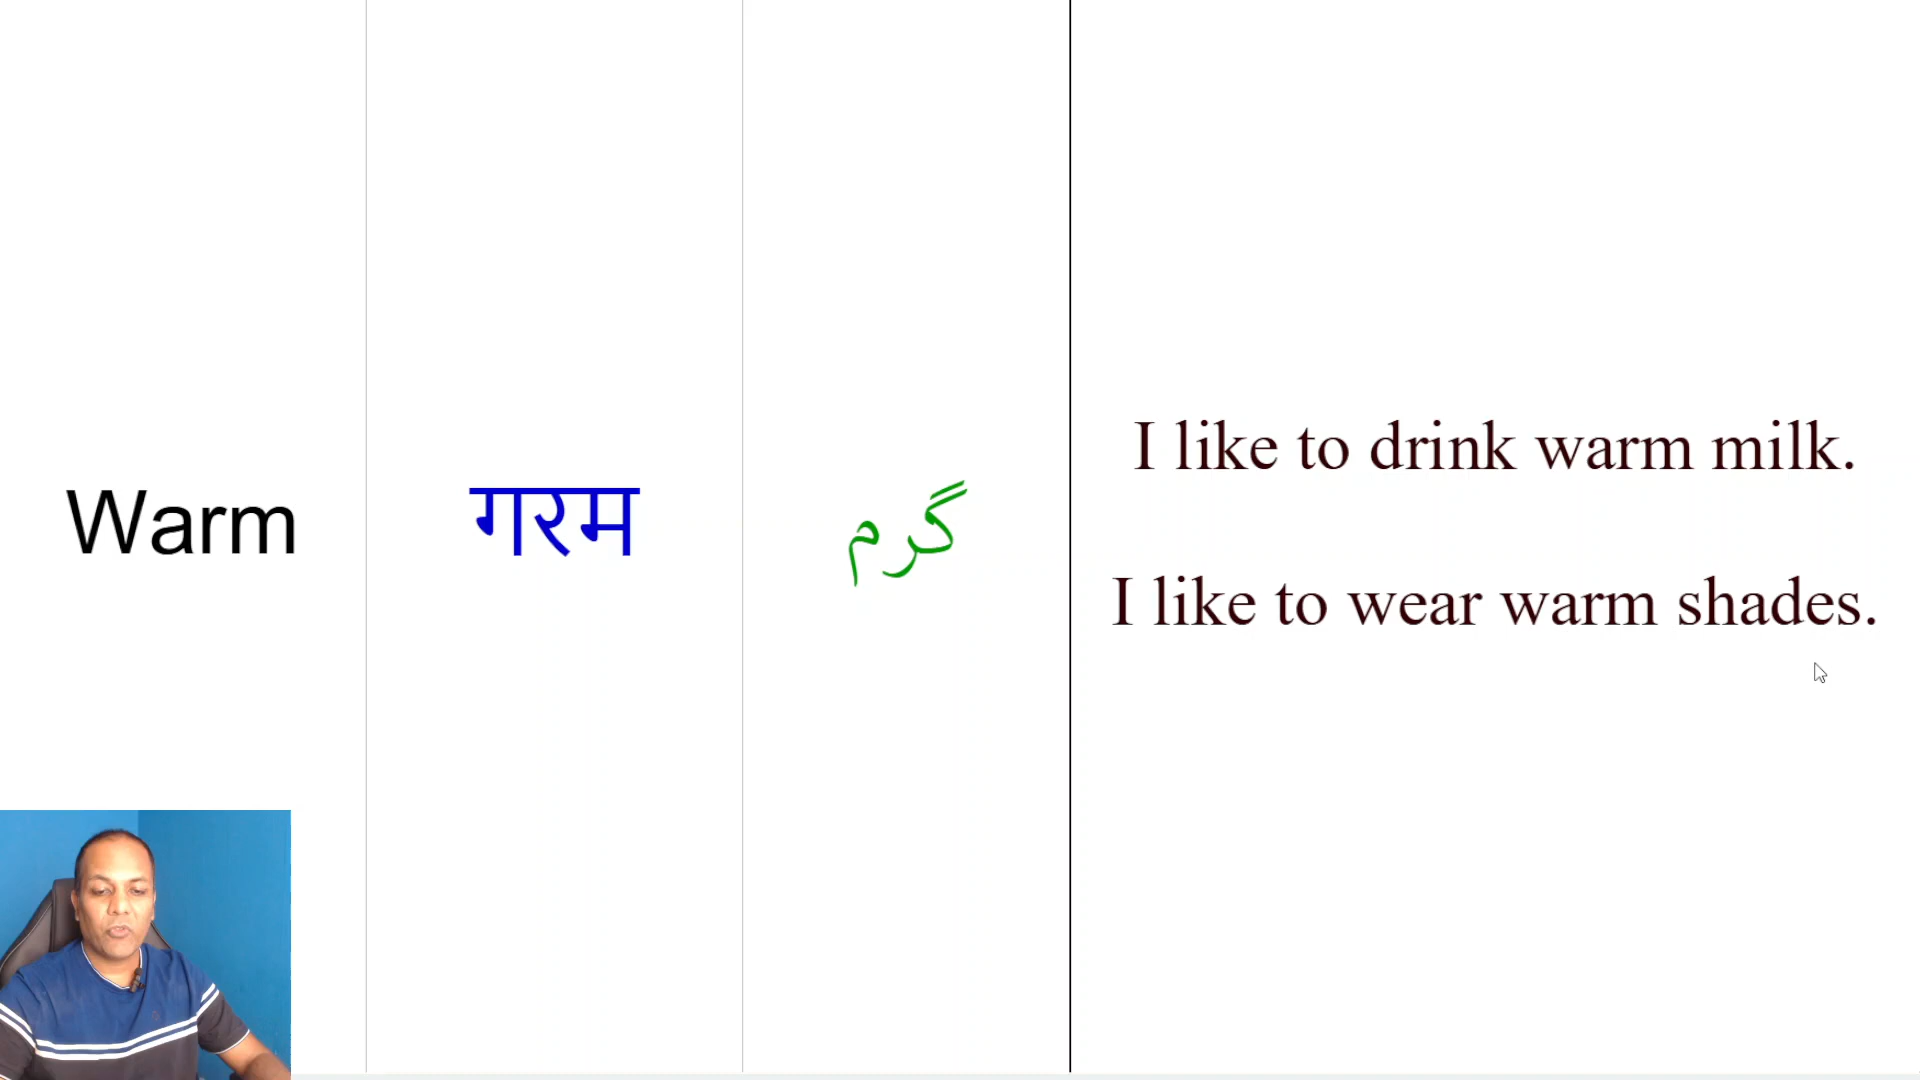 Warm
गरम
گرم
I like to drink warm milk.
I like to wear warm shades.